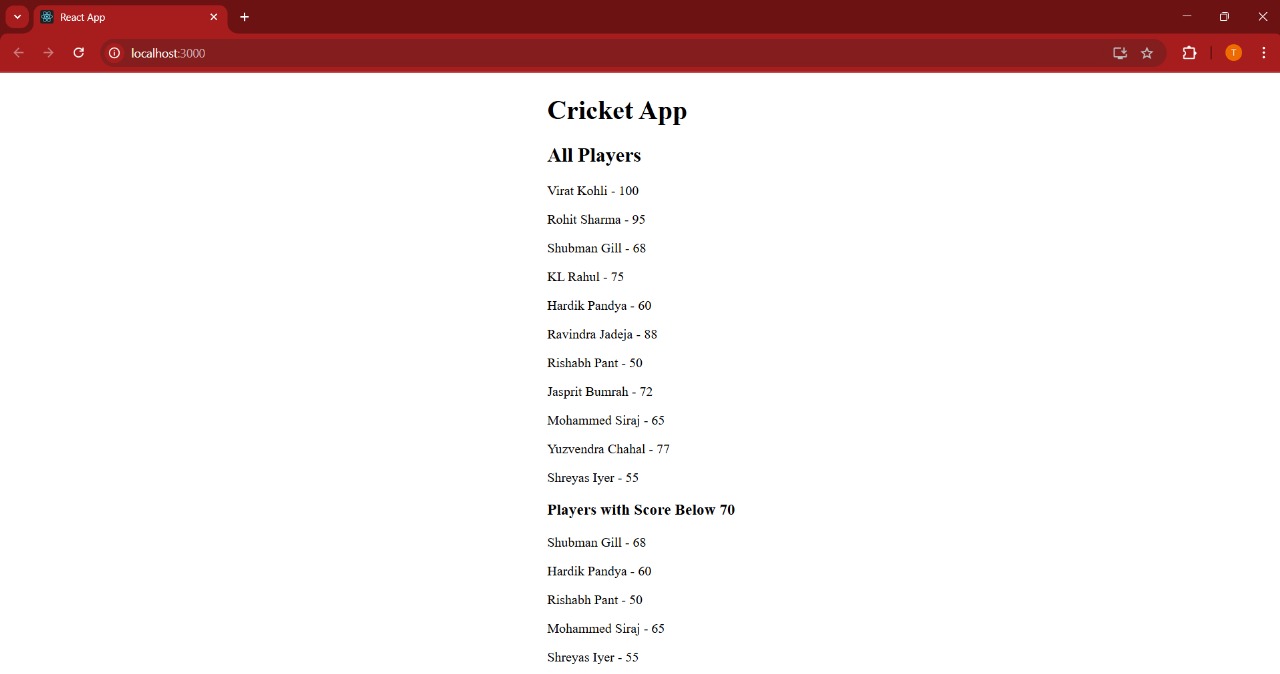 React App
localhost:3000
T
Cricket App
All Players
Virat Kohli - 100
Rohit Sharma - 95
Shubman Gill - 68
KL Rahul - 75
Hardik Pandya - 60
Ravindra Jadeja - 88
Rishabh Pant - 50
Jasprit Bumrah - 72
Mohammed Siraj - 65
Yuzvendra Chahal - 77
Shreyas Iyer - 55
Players with Score Below 70
Shubman Gill - 68
Hardik Pandya - 60
Rishabh Pant - 50
Mohammed Siraj - 65
Shreyas Iyer - 55